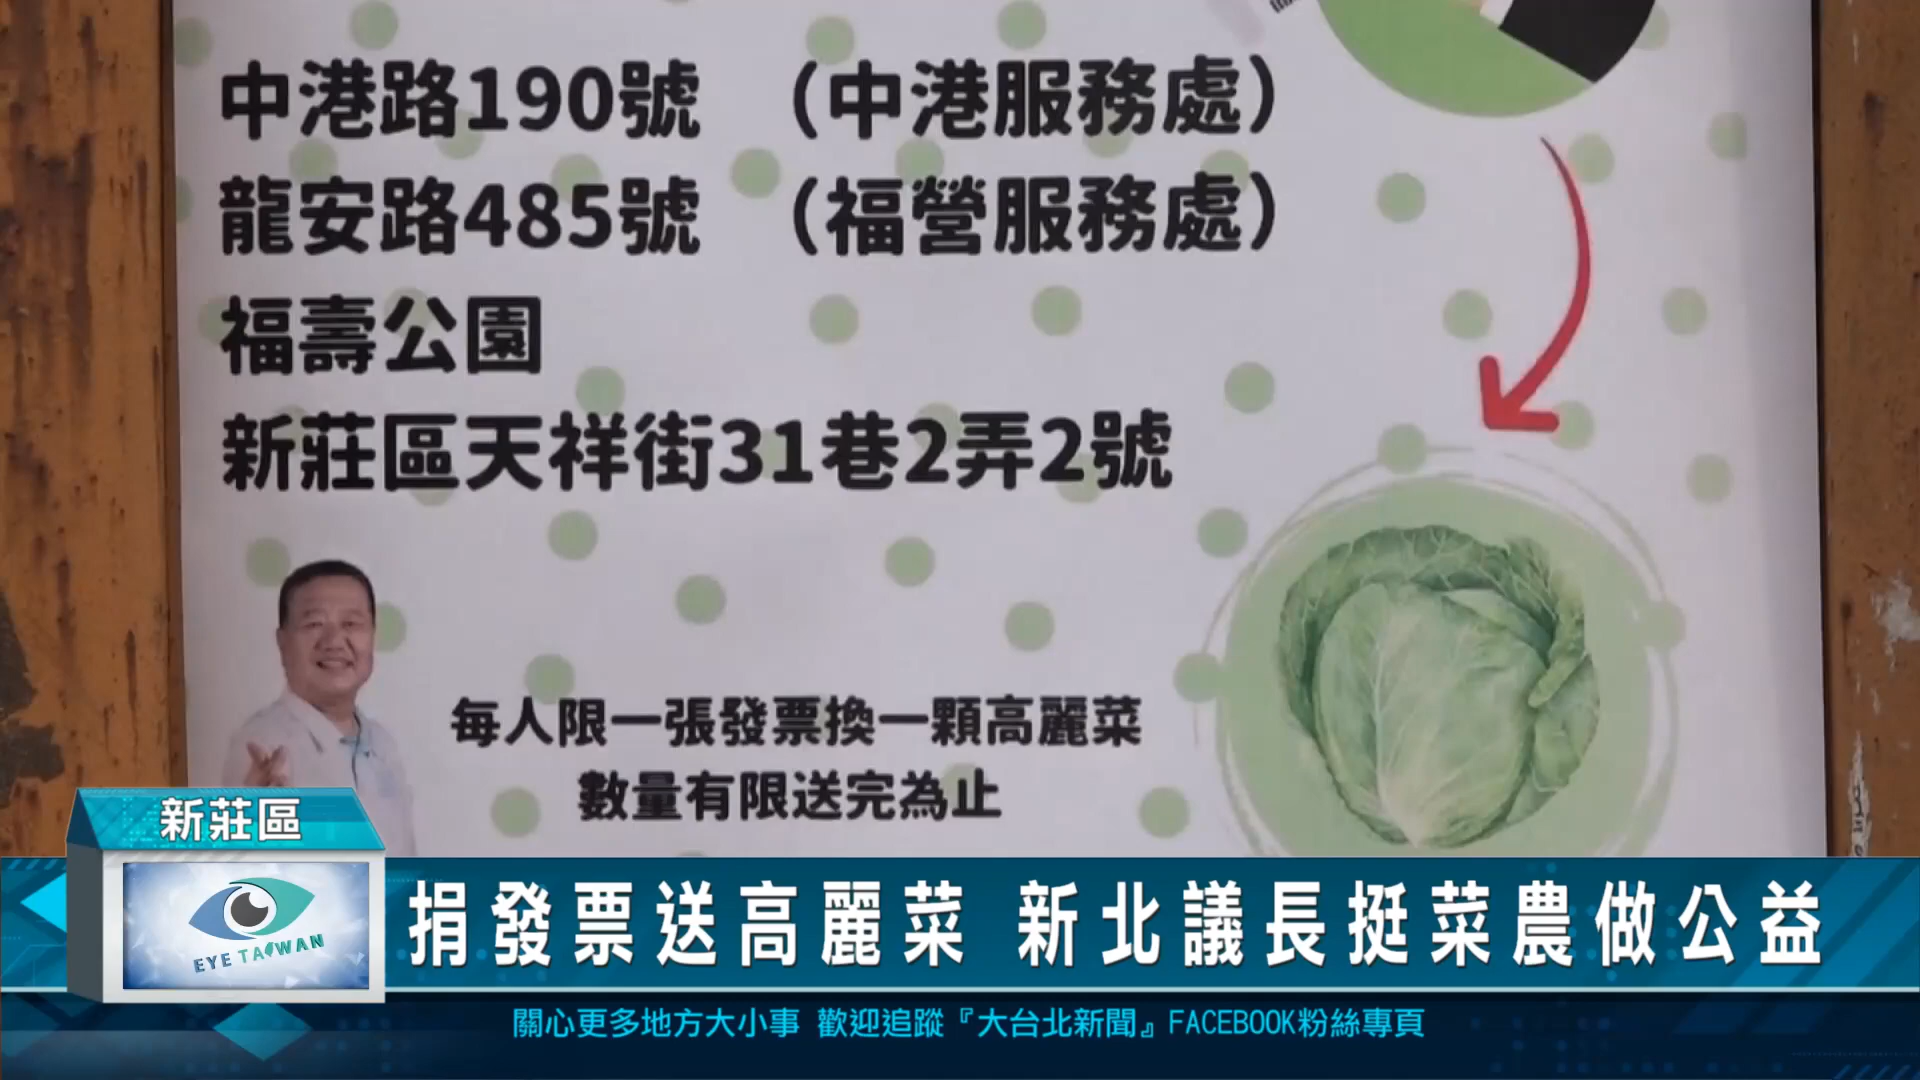 中港路190號 （中港服務處）
龍安路485號 （福營服務處）
福壽公園
新莊區天祥街31巷2弄2號
每人限一張發票換一顆高麗菜
數量有限送完為止
新莊區
EYE TAIWAN
捐發票送高麗菜 新北議長挺菜農做公益
關心更多地方大小事 歡迎追蹤『大台北新聞』FACEBOOK粉絲專頁